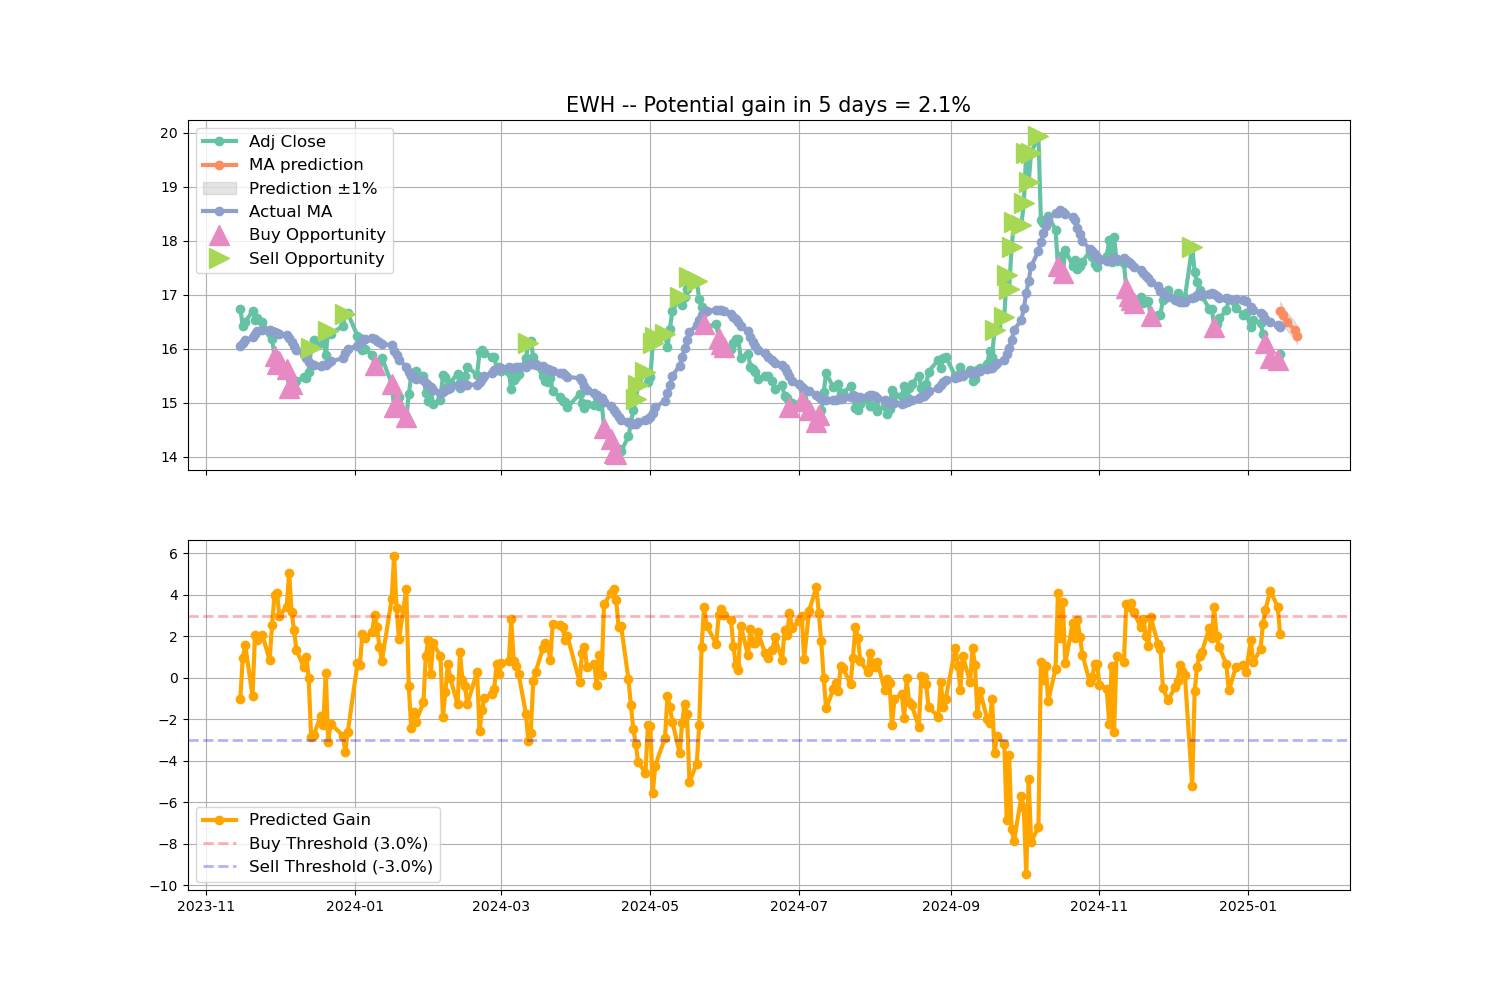 EWH -- Potential gain in 5 days = 2.1%
20
19
18
17
16
15
14
Adj Close
MA prediction
Prediction ±1%
Actual MA
Buy Opportunity
Sell Opportunity
6
4
2
0
−2
−4
−6
−8
−10
Predicted Gain
Buy Threshold (3.0%)
Sell Threshold (-3.0%)
2023-11
2024-01
2024-03
2024-05
2024-07
2024-09
2024-11
2025-01